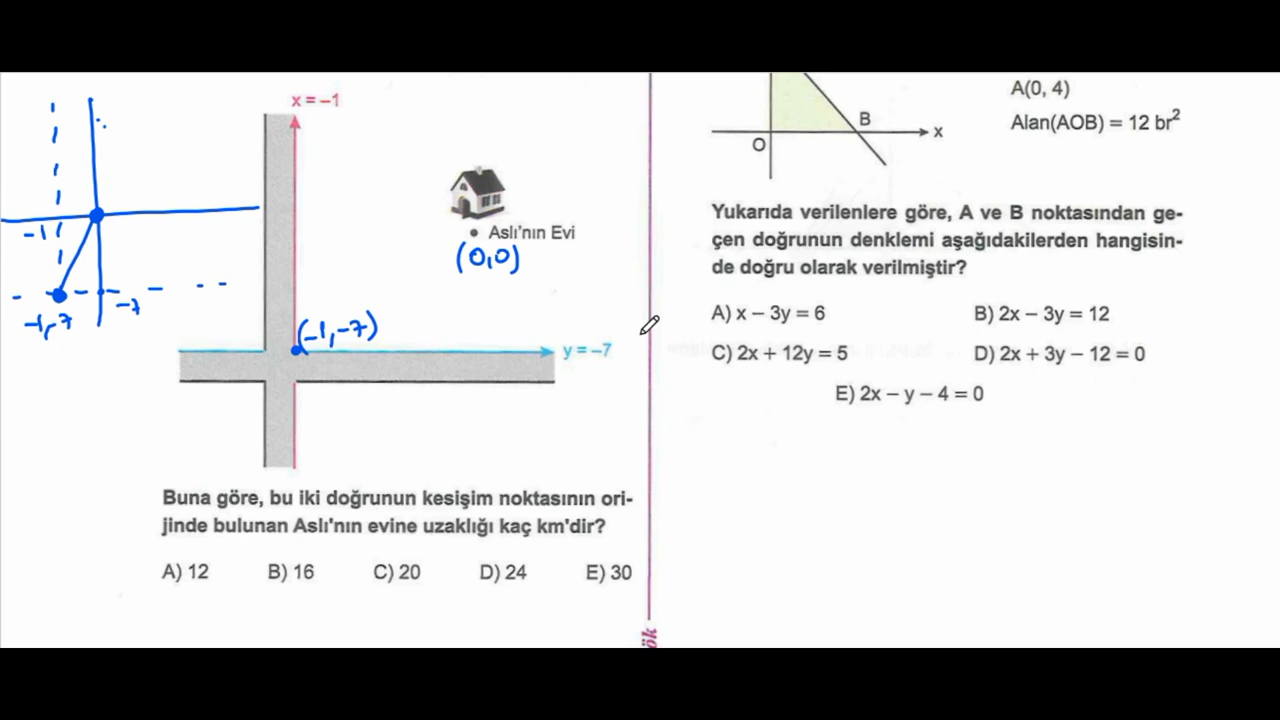 x = –1
Aslı'nın Evi
(0,0)
-1
-7
-1,-7
(-1,-7)
y = –7
Buna göre, bu iki doğrunun kesişim noktasının ori-
jinde bulunan Aslı'nın evine uzaklığı kaç km'dir?
A) 12 B) 16 C) 20 D) 24 E) 30
ök
A(0, 4)
Alan(AOB) = 12 br²
B
x
O
Yukarıda verilenlere göre, A ve B noktasından ge-
çen doğrunun denklemi aşağıdakilerden hangisin-
de doğru olarak verilmiştir?
A) x – 3y = 6 B) 2x – 3y = 12
C) 2x + 12y = 5 D) 2x + 3y – 12 = 0
E) 2x – y – 4 = 0